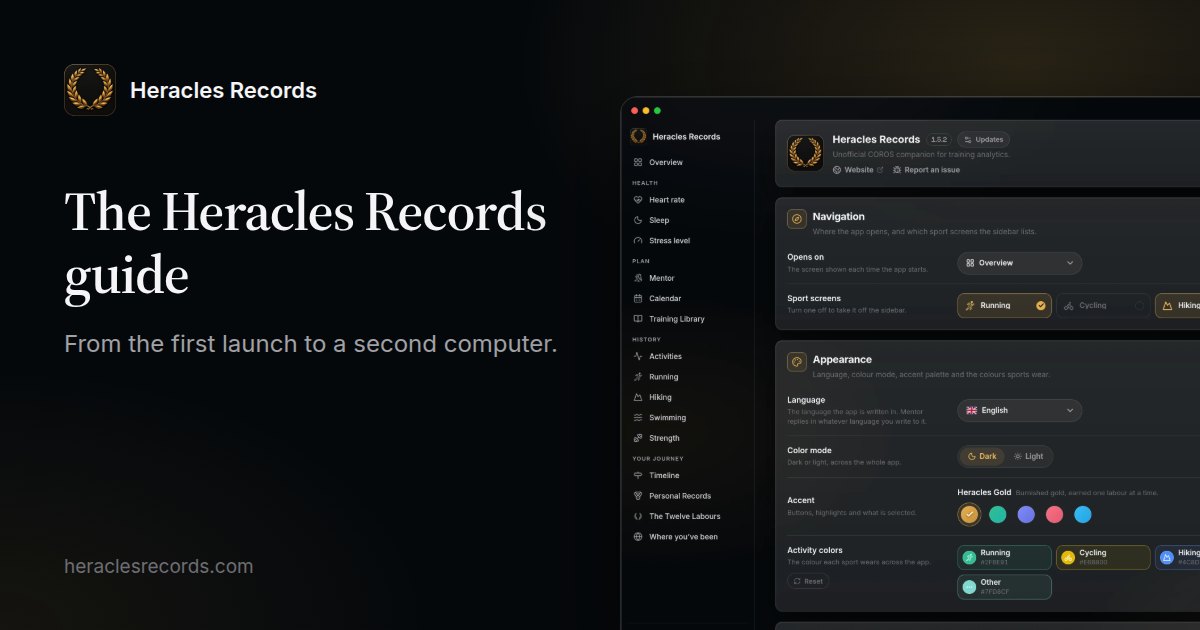 Heracles Records
The Heracles Records
guide
From the first launch to a second computer.
heraclesrecords.com
Heracles Records
Overview
HEALTH
Heart rate
Sleep
Stress level
PLAN
Mentor
Calendar
Training Library
HISTORY
Activities
Running
Hiking
Swimming
Strength
YOUR JOURNEY
Timeline
Personal Records
The Twelve Labours
Where you've been
Heracles Records 1.5.2 Updates
Unofficial COROS companion for training analytics.
Website Report an issue
Navigation
Where the app opens, and which sport screens the sidebar lists.
Opens on
The screen shown each time the app starts.
Overview
Sport screens
Turn one off to take it off the sidebar.
Running Cycling Hiking
Appearance
Language, colour mode, accent palette and the colours sports wear.
Language
The language the app is written in. Mentor
replies in whatever language you write to it.
English
Color mode
Dark or light, across the whole app.
Dark Light
Accent
Buttons, highlights and what is selected.
Heracles Gold Burnished gold, earned one labour at a time.
Activity colors
The colour each sport wears across the app.
Reset
Running Cycling Hiking
Other